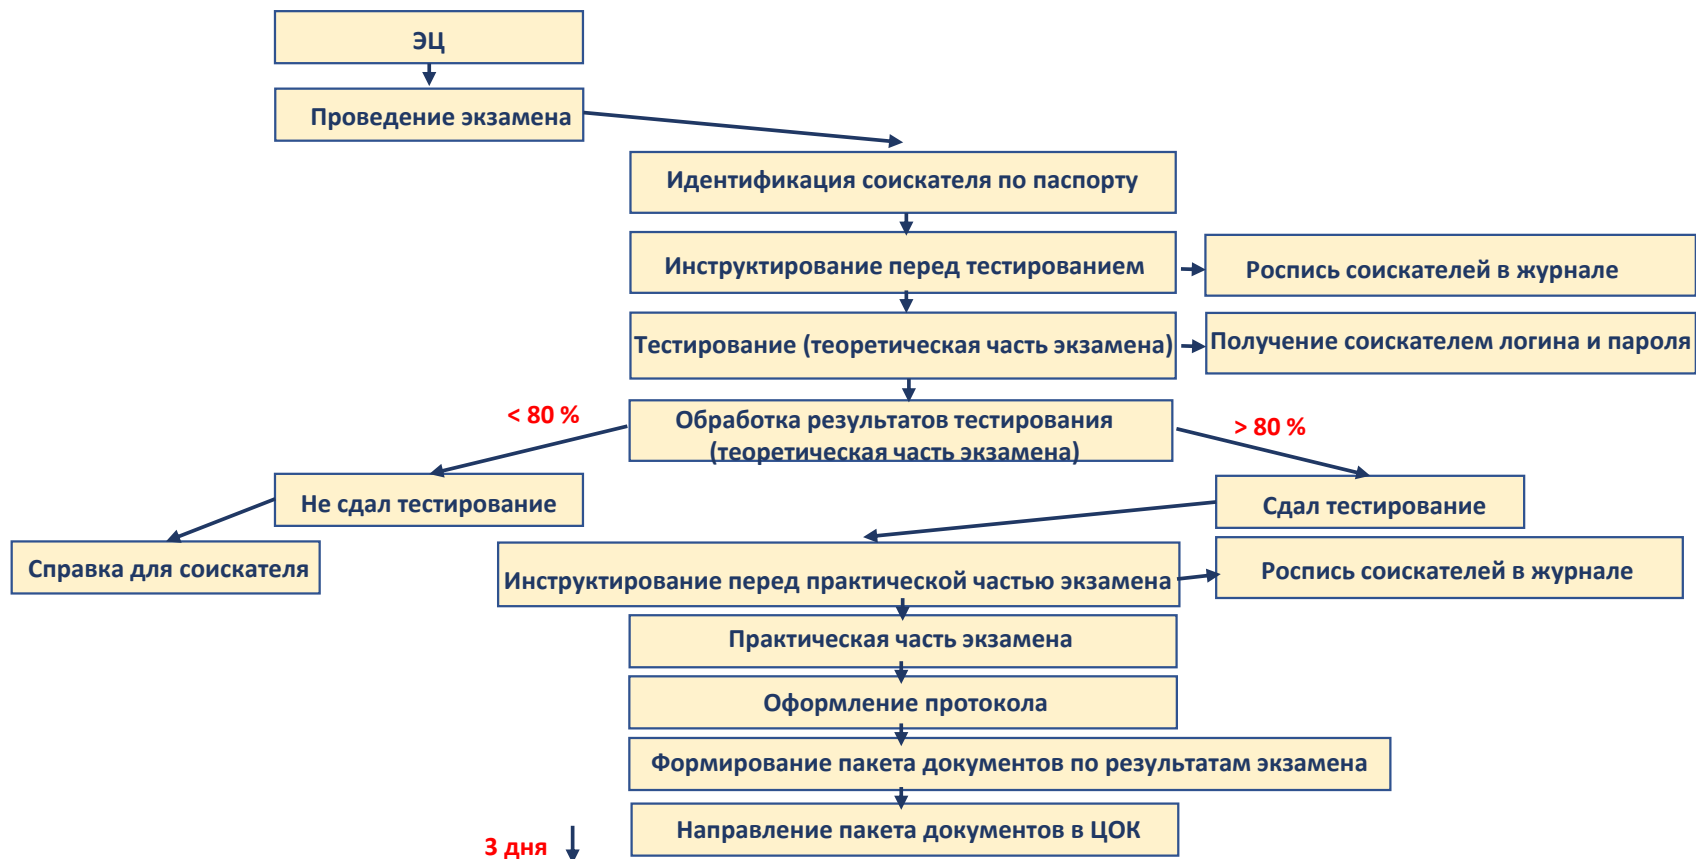 ЭЦ
Проведение экзамена
Идентификация соискателя по паспорту
Инструктирование перед тестированием
Роспись соискателей в журнале
Тестирование (теоретическая часть экзамена)
Получение соискателем логина и пароля
< 80 %
Обработка результатов тестирования
(теоретическая часть экзамена)
> 80 %
Не сдал тестирование
Сдал тестирование
Справка для соискателя
Инструктирование перед практической частью экзамена
Роспись соискателей в журнале
Практическая часть экзамена
Оформление протокола
Формирование пакета документов по результатам экзамена
Направление пакета документов в ЦОК
3 дня